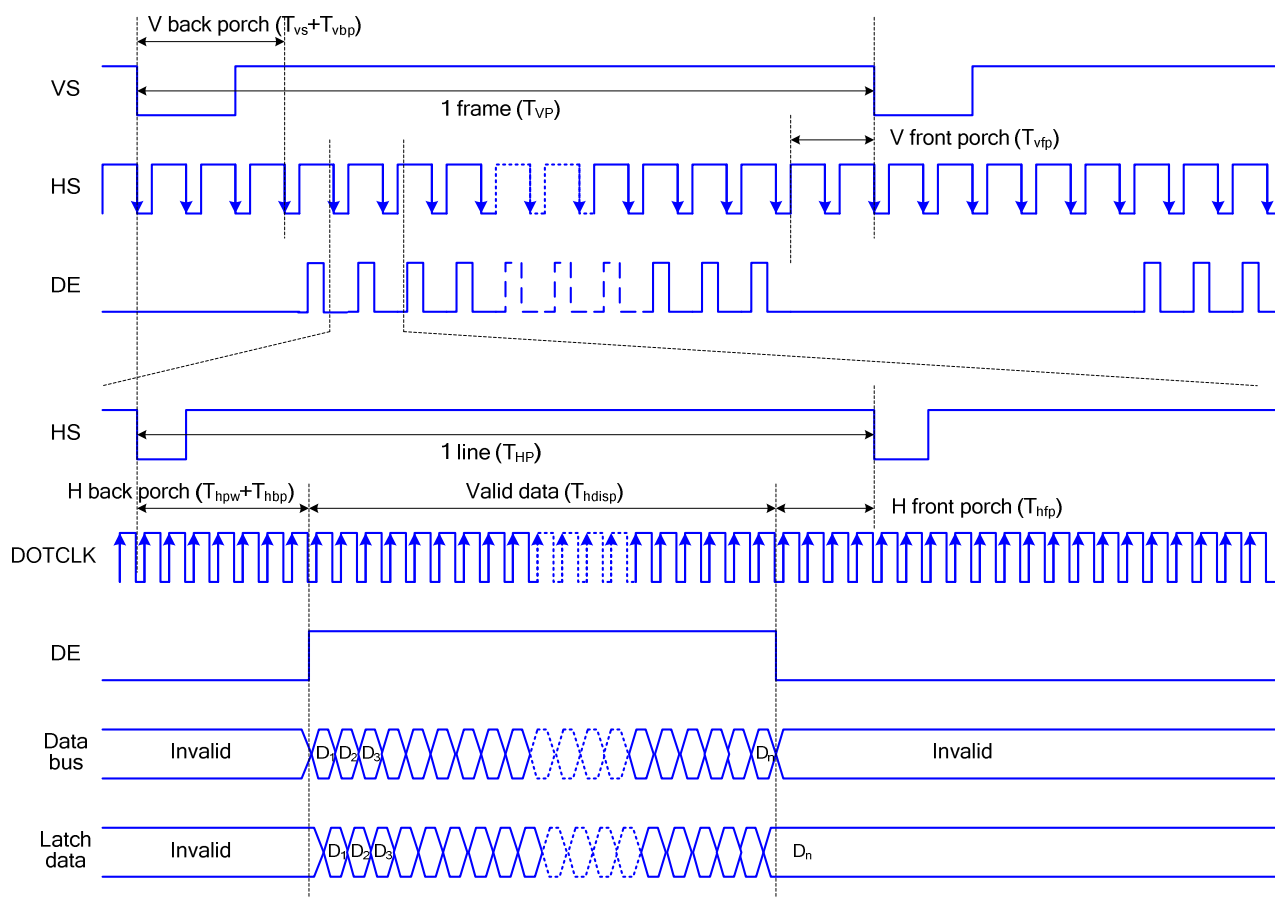 V back porch (Tvs+Tvbp)
VS
1 frame (TVP)
V front porch (Tvfp)
HS
DE
HS
1 line (THP)
H back porch (Thpw+Thbp)
Valid data (Thdisp)
H front porch (Thfp)
DOTCLK
DE
Data
bus
Invalid
D1 D2 D3
Dn
Invalid
Latch
data
Invalid
D1 D2 D3
Dn